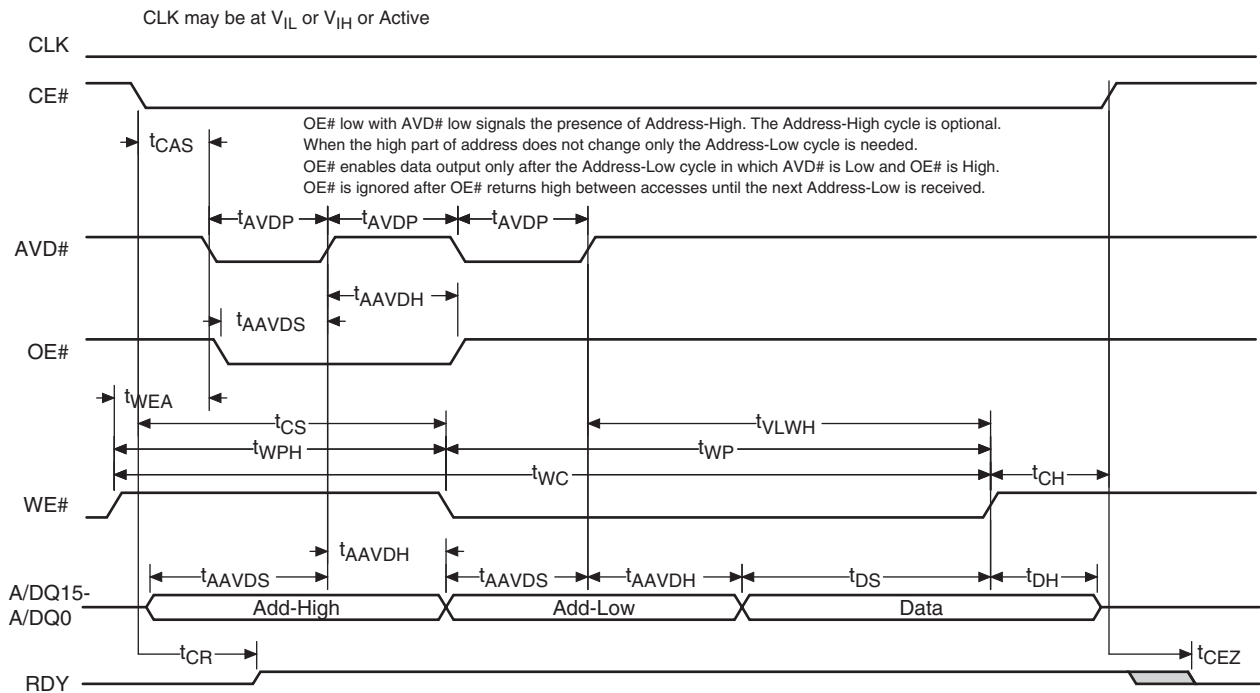 CLK may be at VIL or VIH or Active
CLK
CE#
OE# low with AVD# low signals the presence of Address-High. The Address-High cycle is optional.
When the high part of address does not change only the Address-Low cycle is needed.
OE# enables data output only after the Address-Low cycle in which AVD# is Low and OE# is High.
OE# is ignored after OE# returns high between accesses until the next Address-Low is received.
tCAS
tAVDP tAVDP tAVDP
AVD#
tAAVDH
tAAVDS
OE#
tWEA
tCS tVLWH
tWPH tWP
tWC tCH
WE#
tAAVDH
tAAVDS tAAVDS tAAVDH tDS tDH
A/DQ15-
A/DQ0
Add-High Add-Low Data
tCR tCEZ
RDY